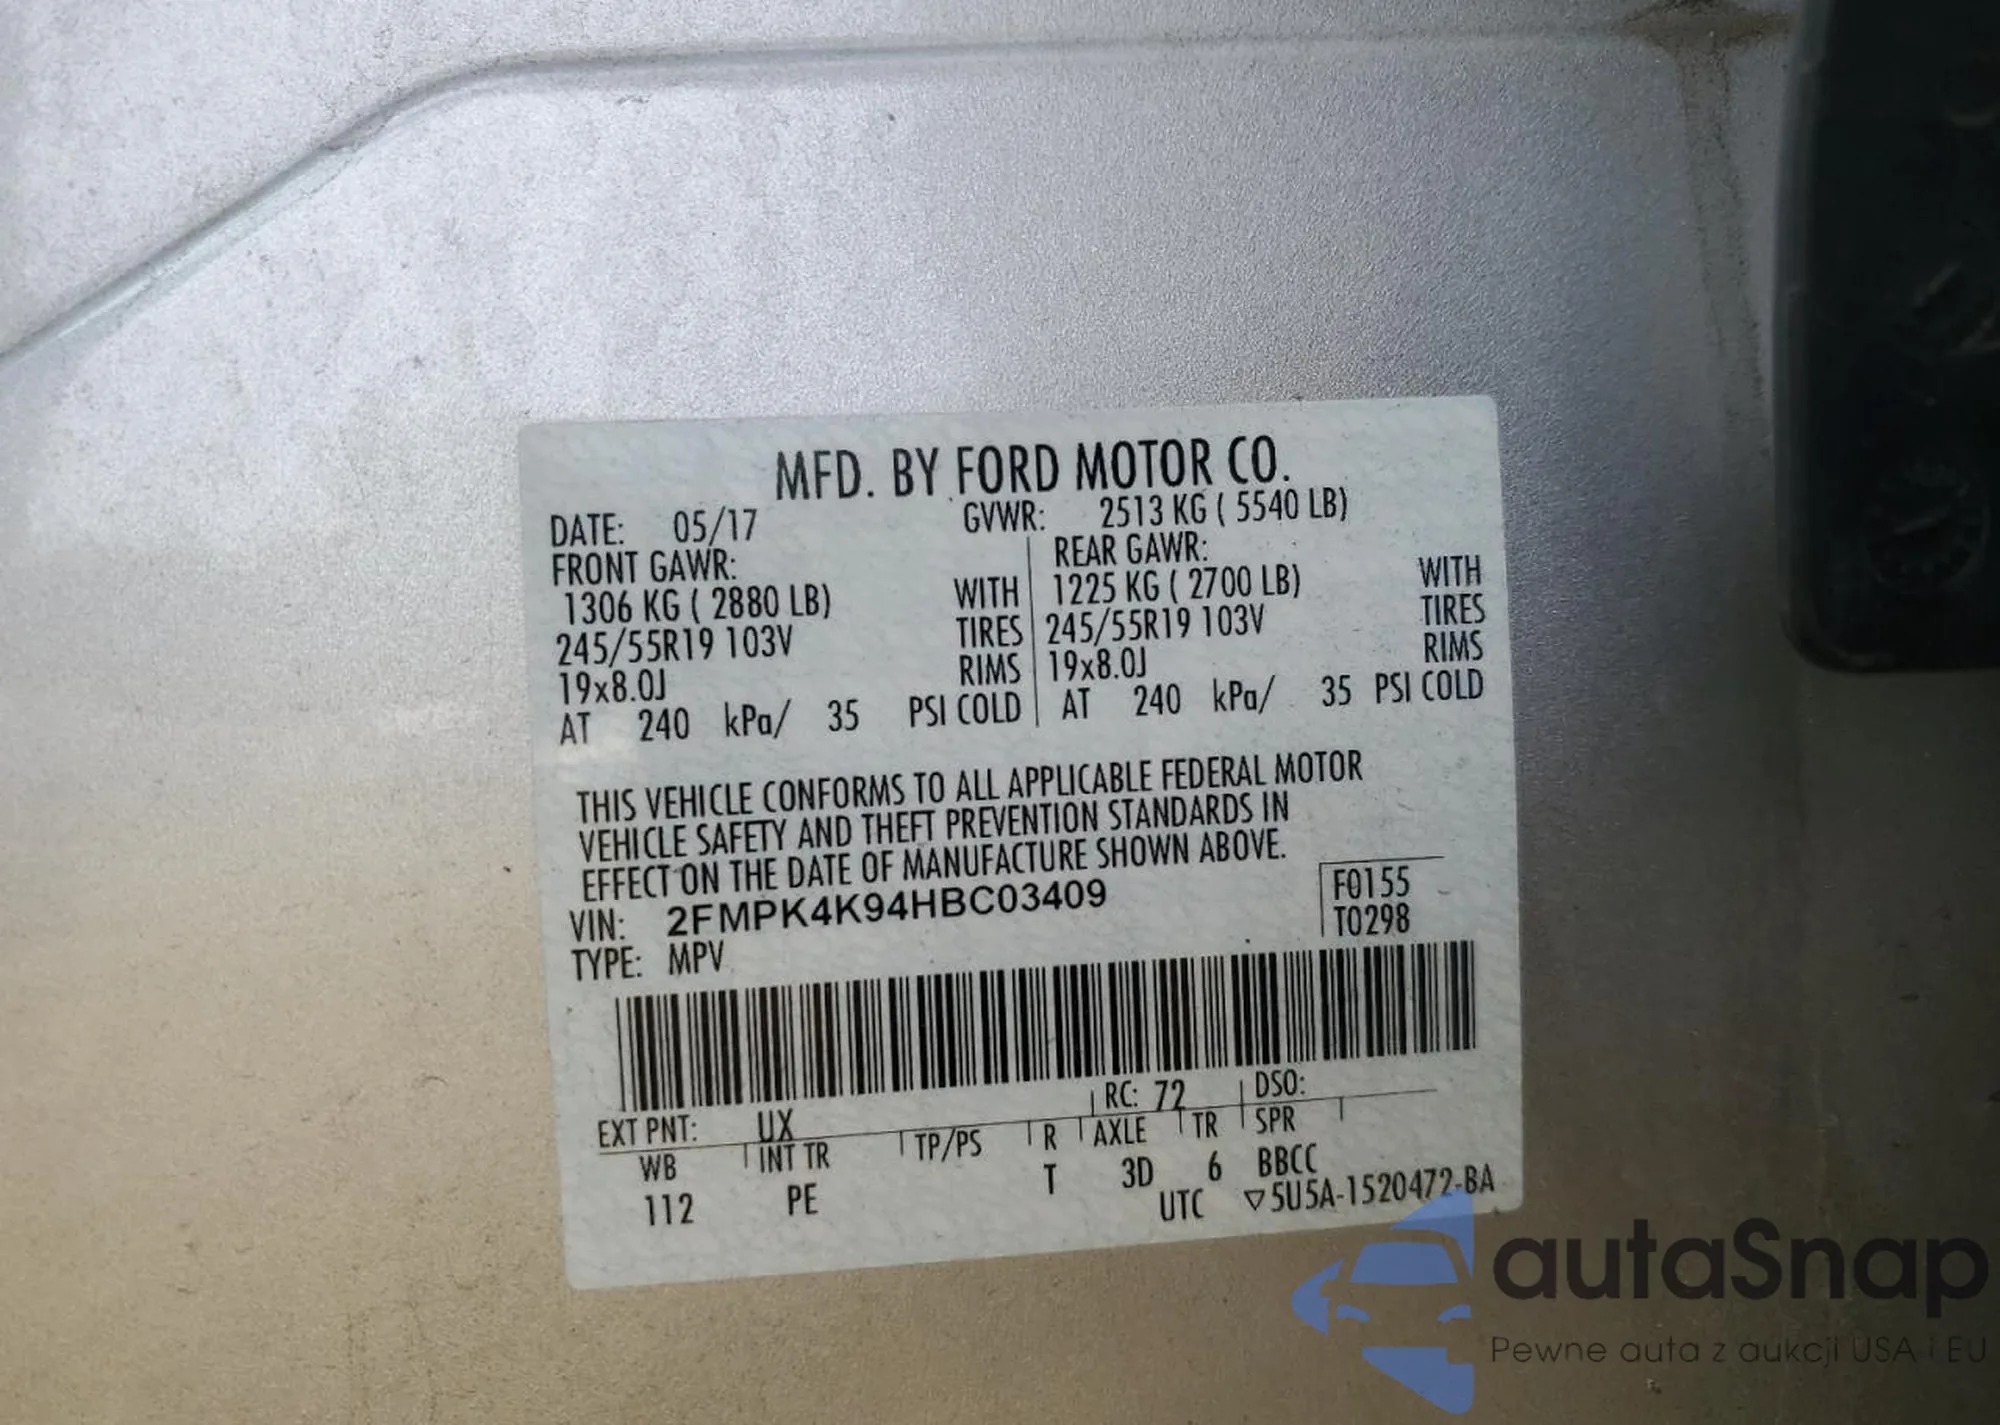 MFD. BY FORD MOTOR CO.
DATE: 05/17 GVWR: 2513 KG ( 5540 LB)
FRONT GAWR: REAR GAWR:
1306 KG ( 2880 LB) WITH 1225 KG ( 2700 LB) WITH
245/55R19 103V TIRES 245/55R19 103V TIRES
19x8.0J RIMS 19x8.0J RIMS
AT 240 kPa/ 35 PSI COLD AT 240 kPa/ 35 PSI COLD
THIS VEHICLE CONFORMS TO ALL APPLICABLE FEDERAL MOTOR
VEHICLE SAFETY AND THEFT PREVENTION STANDARDS IN
EFFECT ON THE DATE OF MANUFACTURE SHOWN ABOVE.
VIN: 2FMPK4K94HBC03409 F0155
TYPE: MPV T0298
EXT PNT: UX RC: 72 DSO:
WB INT TR TP/PS R AXLE TR SPR
112 PE T 3D 6 BBCC
UTC ▽5U5A-1520472-BA
autaSnap
Pewne auta z aukcji USA i EU